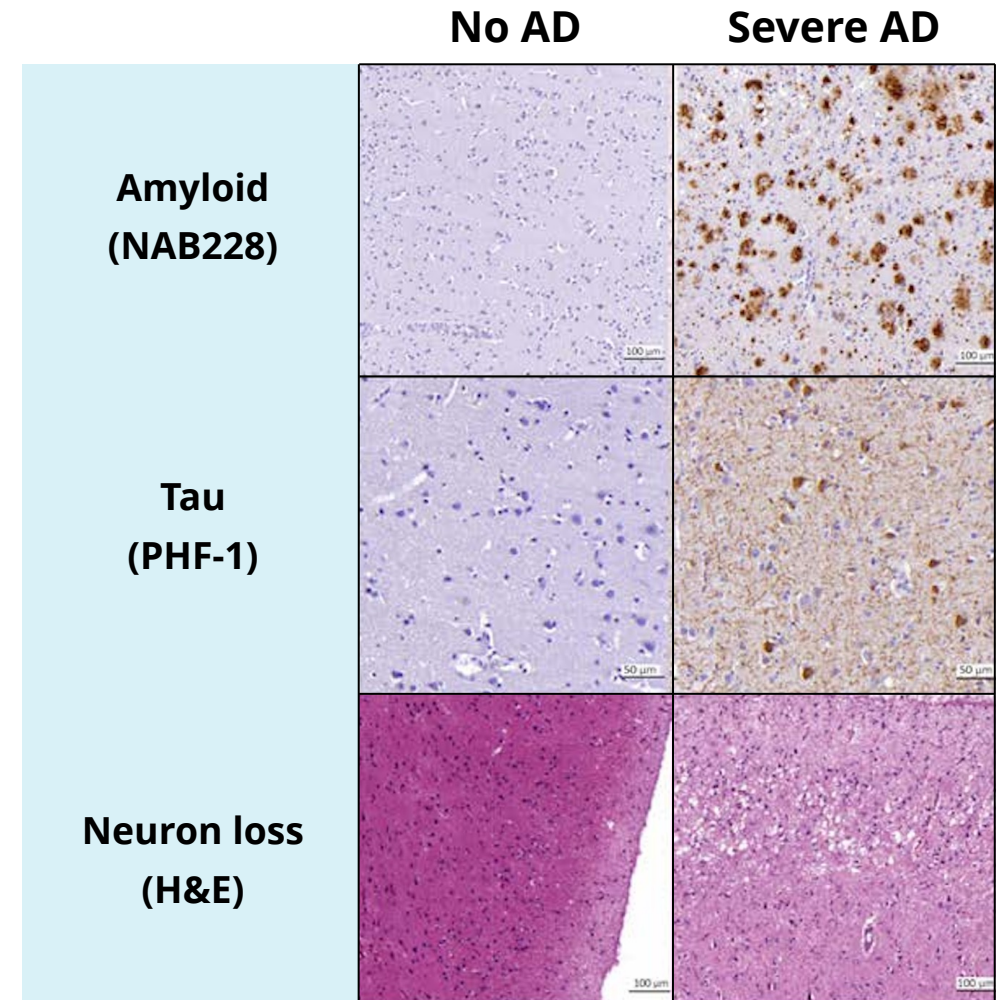 No AD
Severe AD
Amyloid
(NAB228)
100 µm
100 µm
Tau
(PHF-1)
50 µm
50 µm
Neuron loss
(H&E)
100 µm
100 µm